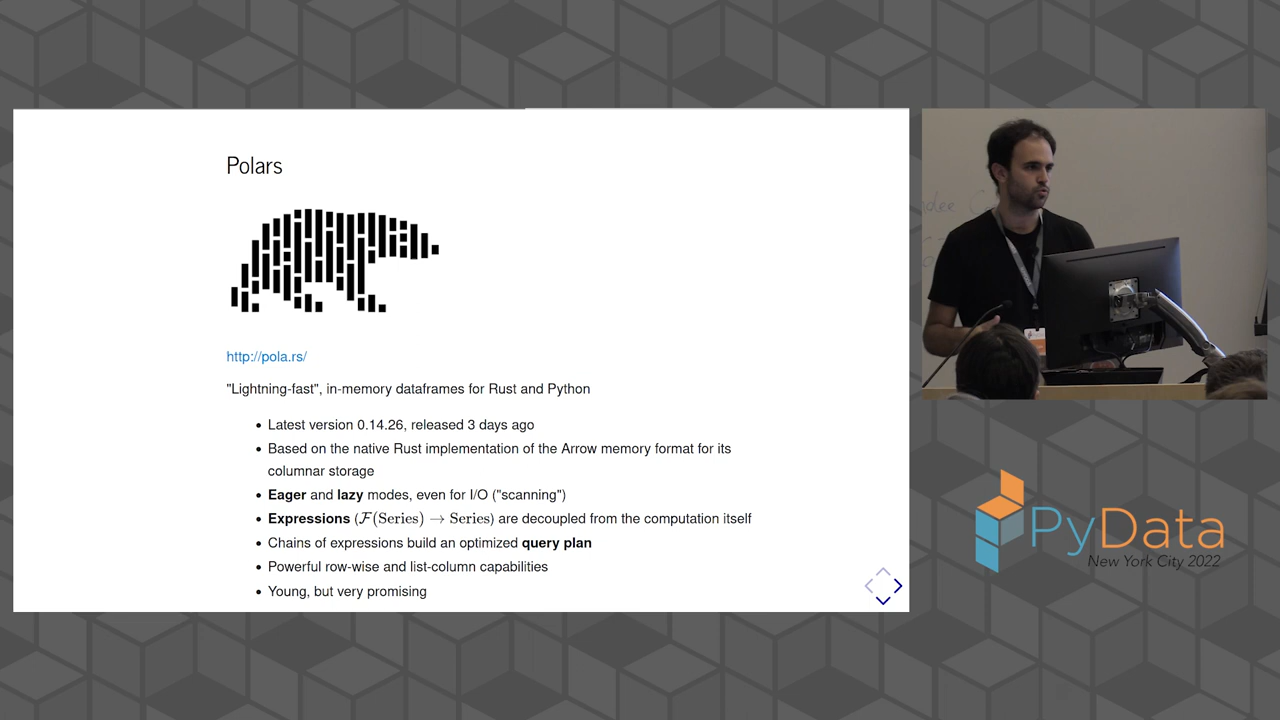 Polars
http://pola.rs/
"Lightning-fast", in-memory dataframes for Rust and Python
• Latest version 0.14.26, released 3 days ago
• Based on the native Rust implementation of the Arrow memory format for its
columnar storage
• Eager and lazy modes, even for I/O ("scanning")
• Expressions (ℱ(Series) → Series) are decoupled from the computation itself
• Chains of expressions build an optimized query plan
• Powerful row-wise and list-column capabilities
• Young, but very promising
PyData
New York City 2022